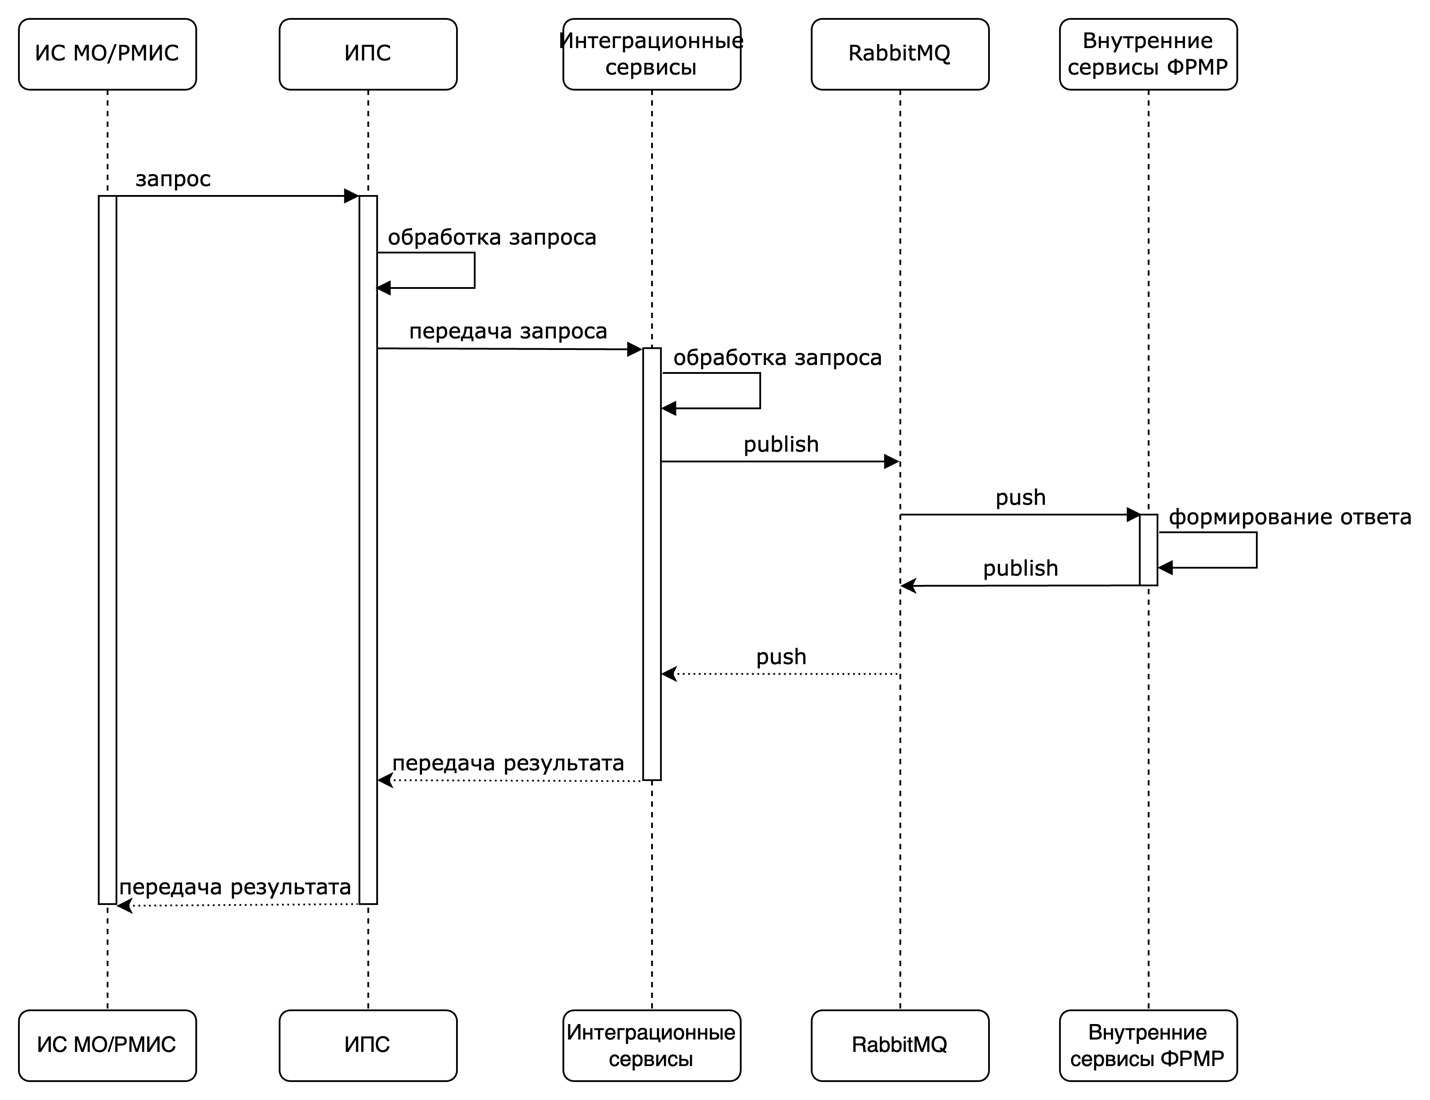 ИС МО/РМИС
ИПС
Интеграционные
сервисы
RabbitMQ
Внутренние
сервисы ФРМР
запрос
обработка запроса
передача запроса
обработка запроса
publish
push
формирование ответа
publish
push
передача результата
передача результата
ИС МО/РМИС
ИПС
Интеграционные
сервисы
RabbitMQ
Внутренние
сервисы ФРМР